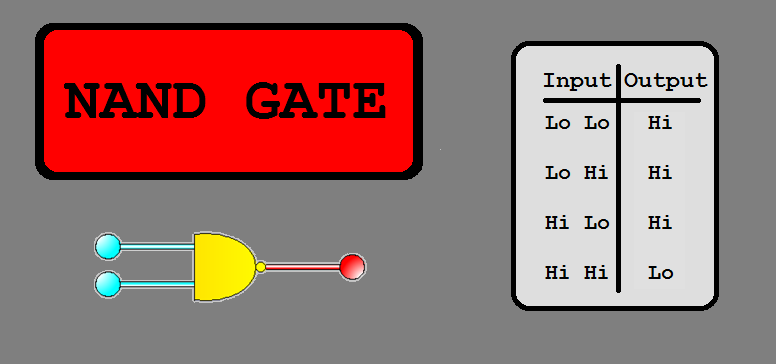 NAND GATE
Input Output
Lo Lo Hi
Lo Hi Hi
Hi Lo Hi
Hi Hi Lo